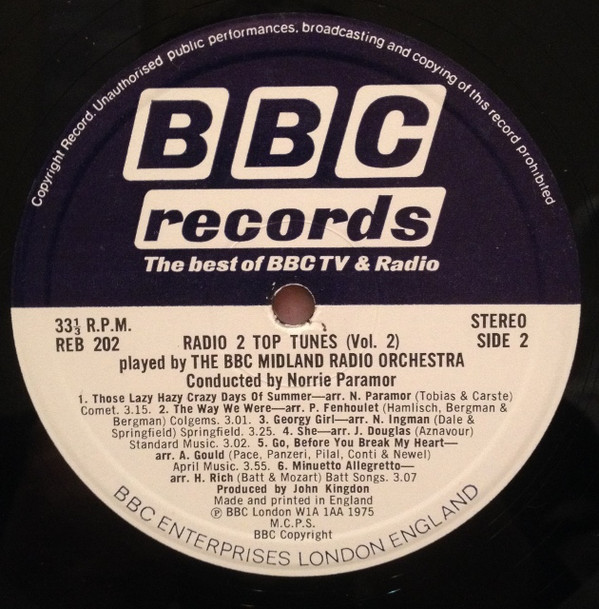 Copyright Record. Unauthorised public performances, broadcasting and copying of this record prohibited
BBC
records
The best of BBC TV & Radio
33⅓ R.P.M.
REB 202
STEREO
SIDE 2
RADIO 2 TOP TUNES (Vol. 2)
played by THE BBC MIDLAND RADIO ORCHESTRA
Conducted by Norrie Paramor
1. Those Lazy Hazy Crazy Days Of Summer—arr. N. Paramor (Tobias & Carste)
Comet. 3.15. 2. The Way We Were—arr. P. Fenhoulet (Hamlisch, Bergman &
Bergman) Colgems. 3.01. 3. Georgy Girl—arr. N. Ingman (Dale &
Springfield) Springfield. 3.25. 4. She—arr. J. Douglas (Aznavour)
Standard Music. 3.02. 5. Go, Before You Break My Heart—
arr. A. Gould (Pace, Panzeri, Pilal, Conti & Newel)
April Music. 3.55. 6. Minuetto Allegretto—
arr. H. Rich (Batt & Mozart) Batt Songs. 3.07
Produced by John Kingdon
Made and printed in England
℗ BBC London W1A 1AA 1975
M.C.P.S.
BBC Copyright
BBC ENTERPRISES LONDON ENGLAND